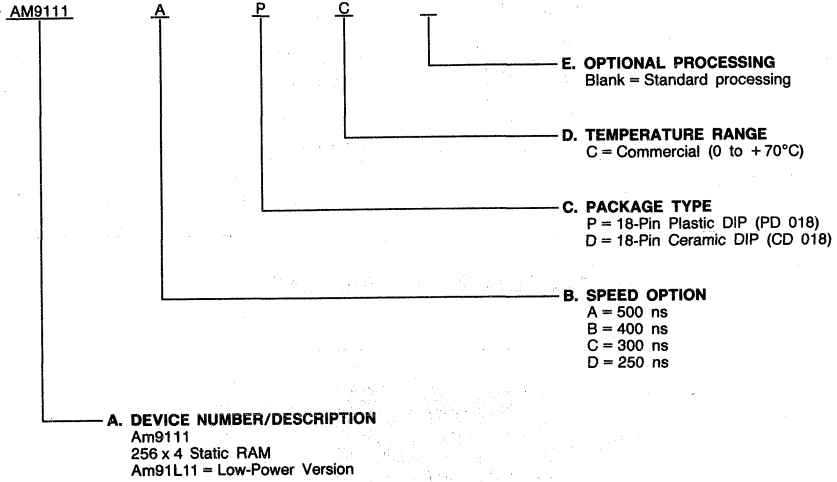 AM9111 A P C _
E. OPTIONAL PROCESSING
Blank = Standard processing
D. TEMPERATURE RANGE
C = Commercial (0 to +70°C)
C. PACKAGE TYPE
P = 18-Pin Plastic DIP (PD 018)
D = 18-Pin Ceramic DIP (CD 018)
B. SPEED OPTION
A = 500 ns
B = 400 ns
C = 300 ns
D = 250 ns
A. DEVICE NUMBER/DESCRIPTION
Am9111
256 x 4 Static RAM
Am91L11 = Low-Power Version